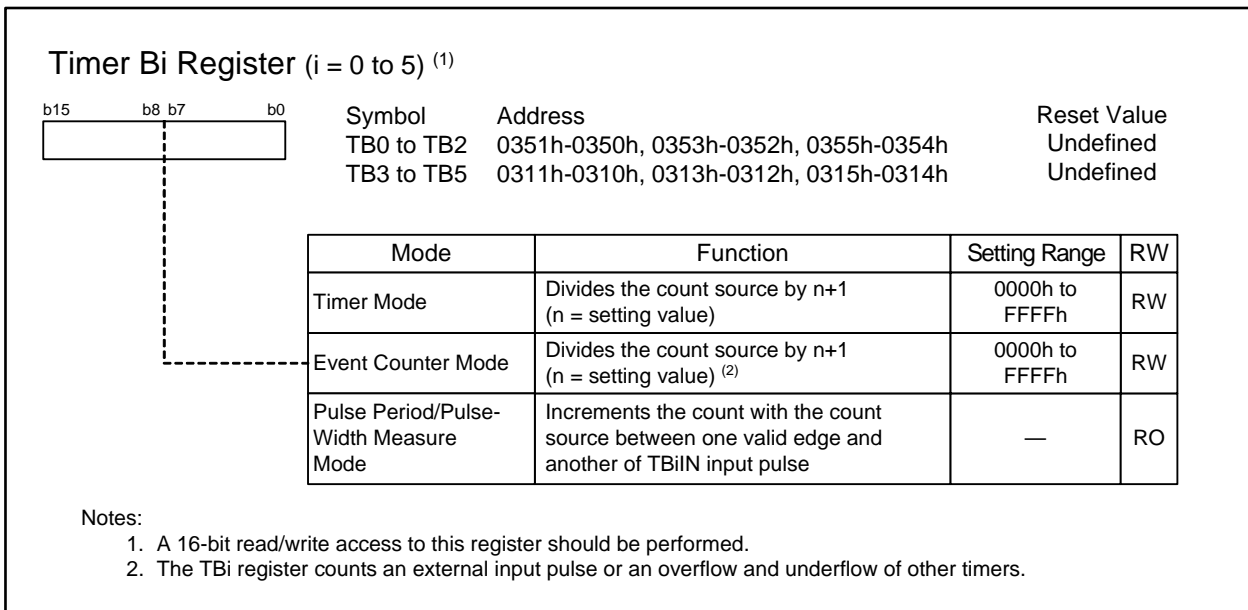 Timer Bi Register (i = 0 to 5) (1)
b15 b8 b7 b0
Symbol Address Reset Value
TB0 to TB2 0351h-0350h, 0353h-0352h, 0355h-0354h Undefined
TB3 to TB5 0311h-0310h, 0313h-0312h, 0315h-0314h Undefined
Mode Function Setting Range RW
Timer Mode Divides the count source by n+1
(n = setting value) 0000h to
FFFFh RW
Event Counter Mode Divides the count source by n+1
(n = setting value) (2) 0000h to
FFFFh RW
Pulse Period/Pulse-
Width Measure
Mode Increments the count with the count
source between one valid edge and
another of TBiIN input pulse — RO
Notes:
1. A 16-bit read/write access to this register should be performed.
2. The TBi register counts an external input pulse or an overflow and underflow of other timers.